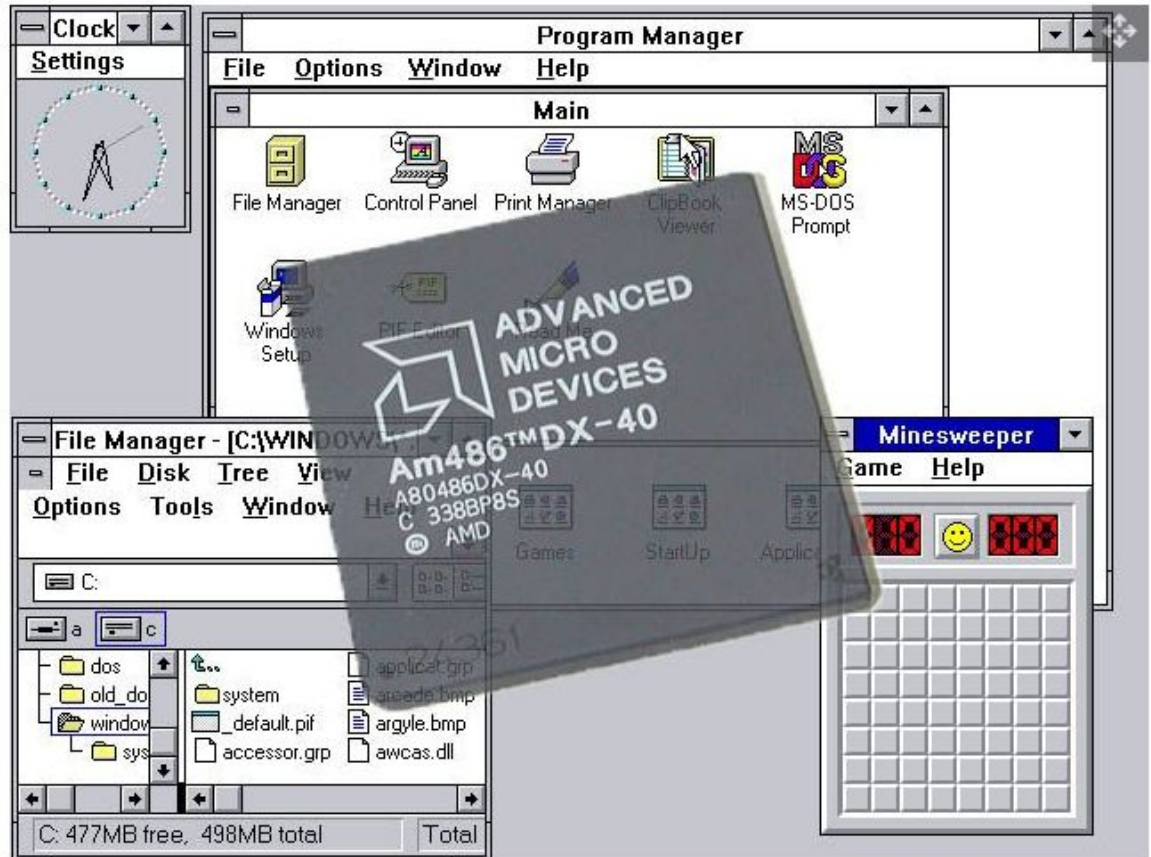 Clock
Settings
Program Manager
File Options Window Help
Main
File Manager
Control Panel
Print Manager
ClipBook
Viewer
MS-DOS
Prompt
Windows
Setup
PIF Editor
Read Me
ADVANCED
MICRO
DEVICES
Am486™DX-40
A80486DX-40
C 338BP8S
Ⓜ AMD
Games
StartUp
File Manager - [C:\WINDOWS\
File Disk Tree View
Options Tools Window Help
C:
a c
dos
old_do
window
sys
system
_default.pif
accessor.grp
applicat.grp
arcade.bmp
argyle.bmp
awcas.dll
C: 477MB free, 498MB total
Total
Minesweeper
Game Help